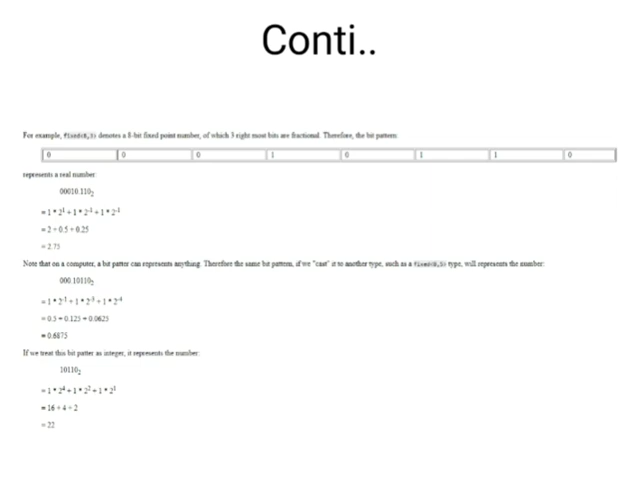 Conti..
For example, fixed<8,3> denotes a 8-bit fixed point number, of which 3 right most bits are fractional. Therefore, the bit pattern:
0 0 0 1 0 1 1 0
represents a real number:
00010.110₂
= 1 * 2¹ + 1 * 2⁻¹ + 1 * 2⁻²
= 2 + 0.5 + 0.25
= 2.75
Note that on a computer, a bit patter can represents anything. Therefore the same bit pattern, if we "cast" it to another type, such as a fixed<8,5> type, will represents the number:
000.10110₂
= 1 * 2⁻¹ + 1 * 2⁻³ + 1 * 2⁻⁴
= 0.5 + 0.125 + 0.0625
= 0.6875
If we treat this bit patter as integer, it represents the number:
10110₂
= 1 * 2⁴ + 1 * 2² + 1 * 2¹
= 16 + 4 + 2
= 22